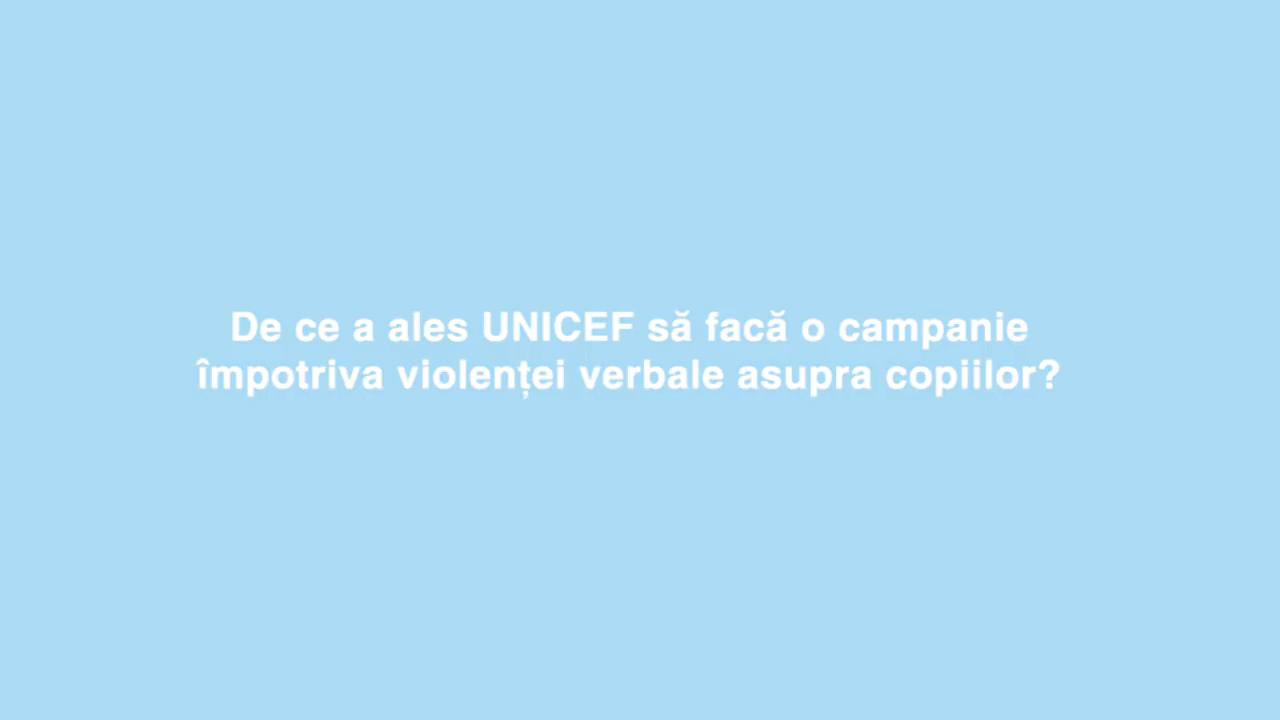 De ce a ales UNICEF să facă o campanie
împotriva violenței verbale asupra copiilor?